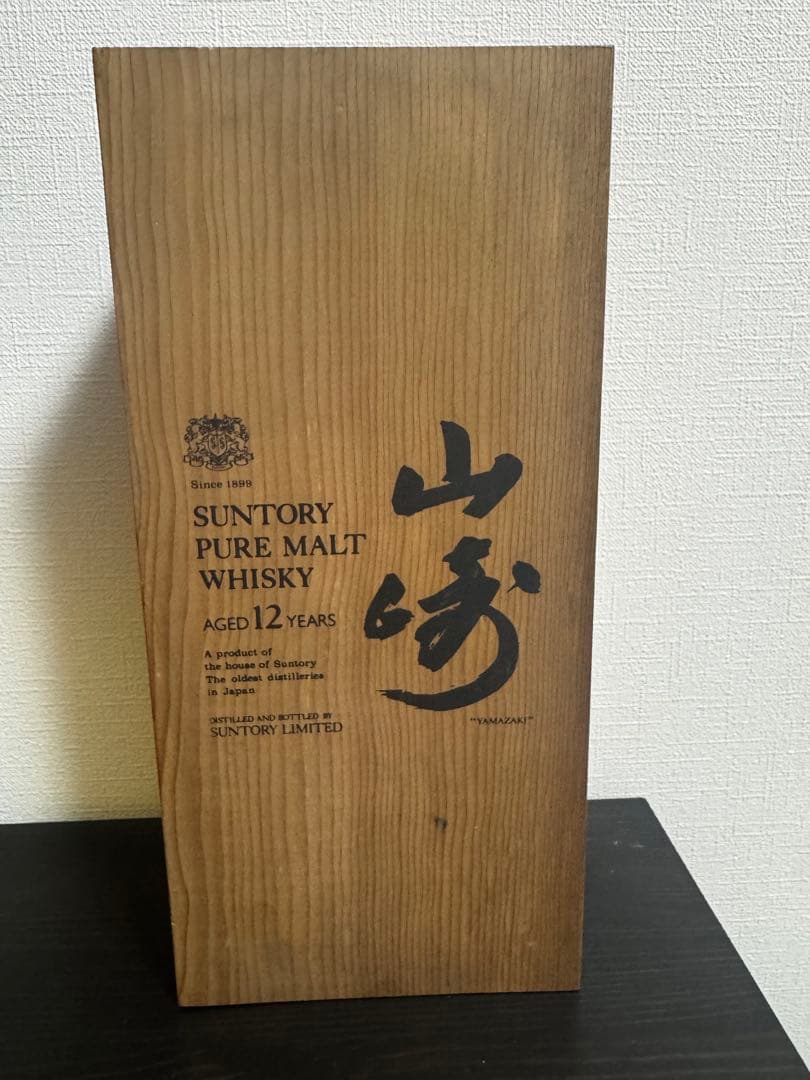 Since 1899
SUNTORY
PURE MALT
WHISKY
AGED 12 YEARS
A product of
the house of Suntory
The oldest distilleries
in Japan
DISTILLED AND BOTTLED BY
SUNTORY LIMITED
山崎
"YAMAZAKI"